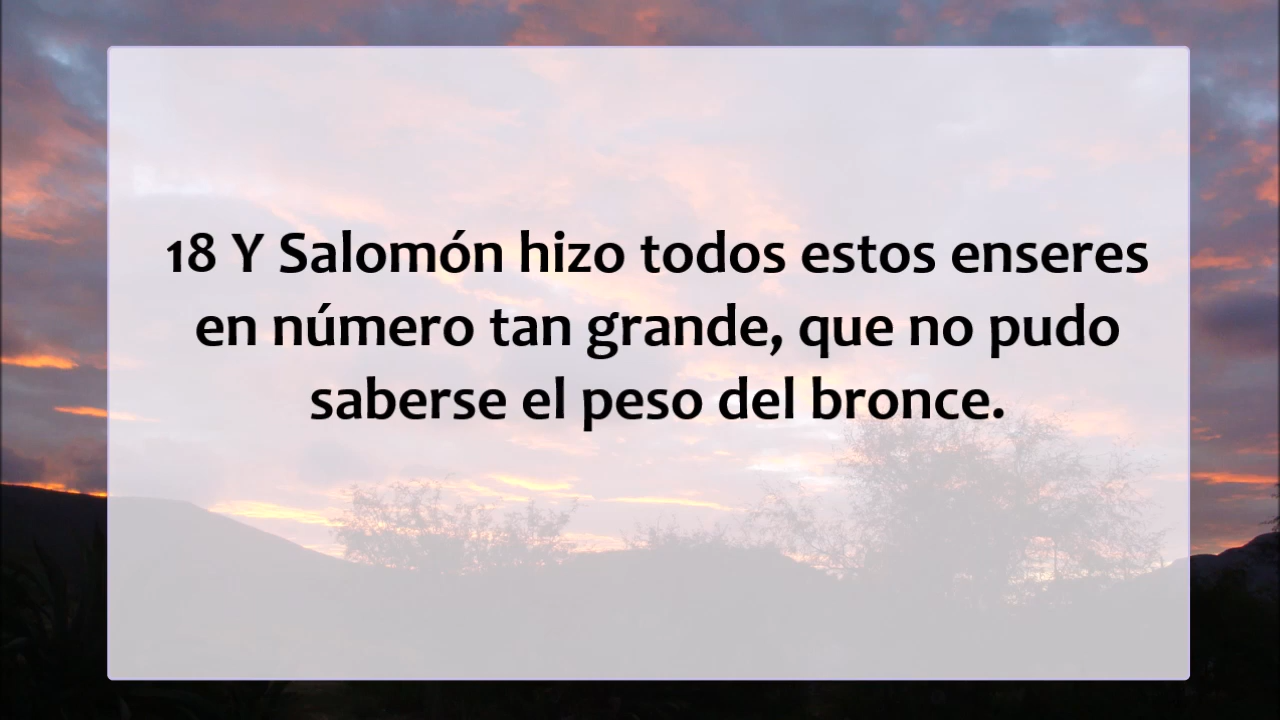 18 Y Salomón hizo todos estos enseres
en número tan grande, que no pudo
saberse el peso del bronce.